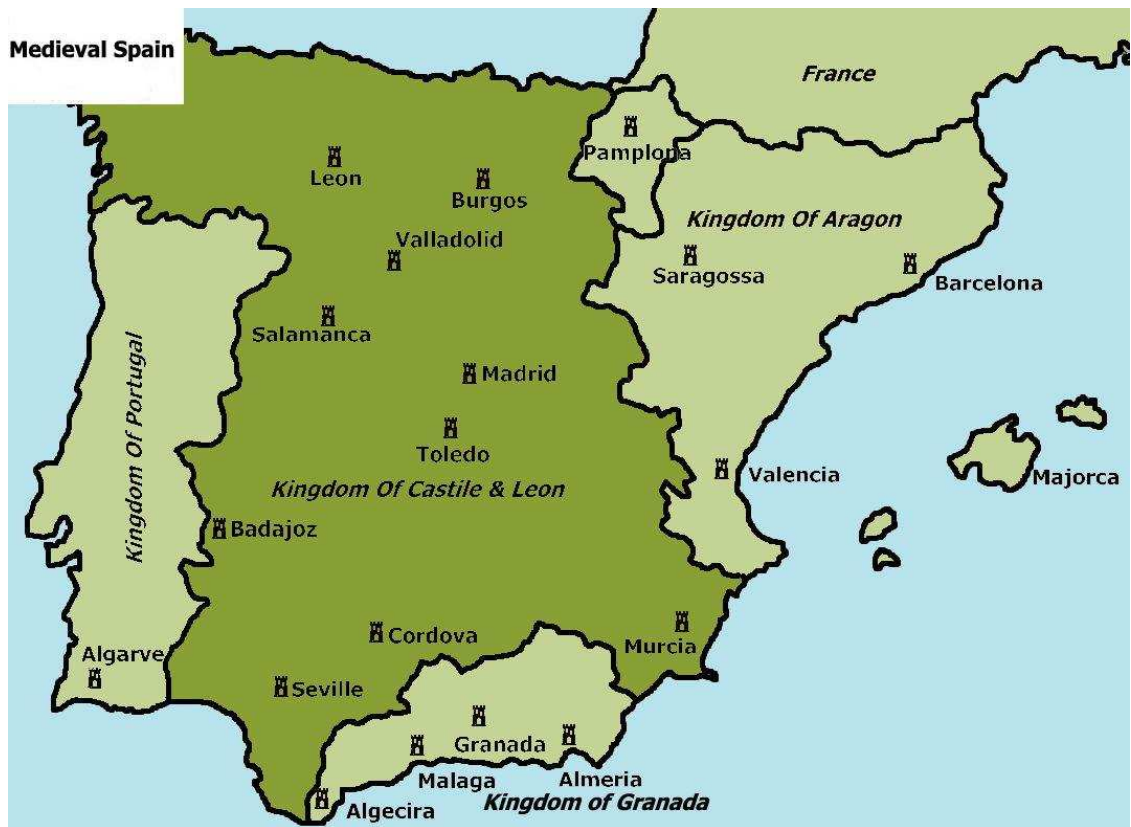 Medieval Spain
France
Pamplona
Leon
Burgos
Kingdom Of Aragon
Valladolid
Saragossa
Barcelona
Salamanca
Kingdom Of Portugal
Madrid
Toledo
Kingdom Of Castile & Leon
Valencia
Majorca
Badajoz
Cordova
Murcia
Algarve
Seville
Granada
Malaga
Almeria
Algecira
Kingdom of Granada